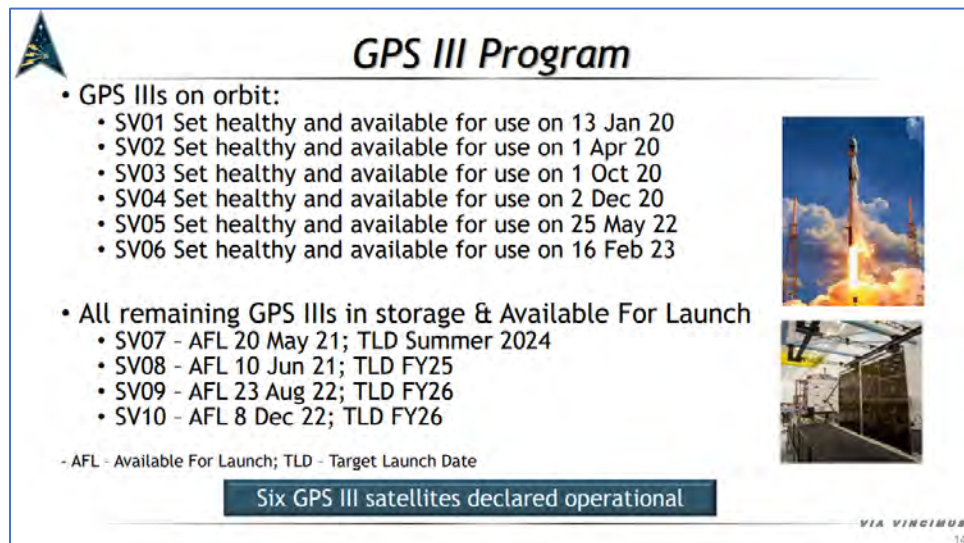 GPS III Program
• GPS IIIs on orbit:
• SV01 Set healthy and available for use on 13 Jan 20
• SV02 Set healthy and available for use on 1 Apr 20
• SV03 Set healthy and available for use on 1 Oct 20
• SV04 Set healthy and available for use on 2 Dec 20
• SV05 Set healthy and available for use on 25 May 22
• SV06 Set healthy and available for use on 16 Feb 23
• All remaining GPS IIIs in storage & Available For Launch
• SV07 – AFL 20 May 21; TLD Summer 2024
• SV08 – AFL 10 Jun 21; TLD FY25
• SV09 – AFL 23 Aug 22; TLD FY26
• SV10 – AFL 8 Dec 22; TLD FY26
- AFL – Available For Launch; TLD – Target Launch Date
Six GPS III satellites declared operational
VIA VINCIMUS